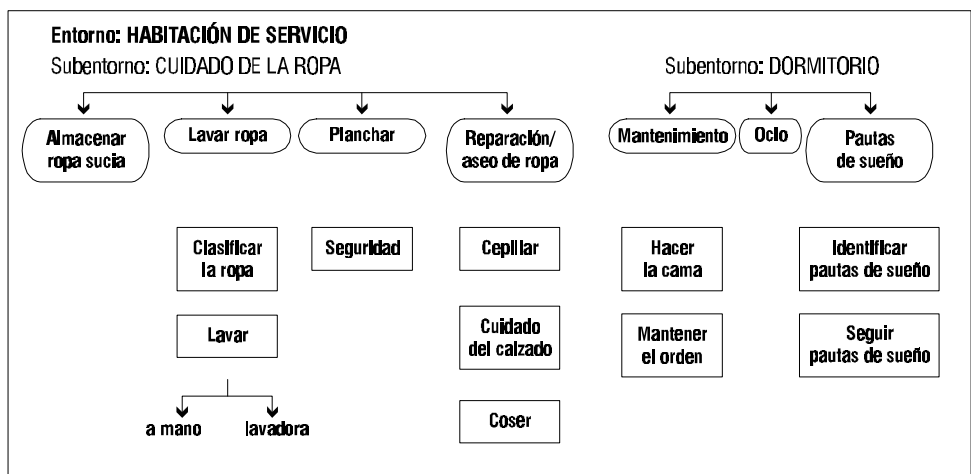 Entorno: HABITACIÓN DE SERVICIO
Subentorno: CUIDADO DE LA ROPA
Subentorno: DORMITORIO
Almacenar
ropa sucia
Lavar ropa
Planchar
Reparación/
aseo de ropa
Mantenimiento
Ocio
Pautas
de sueño
Clasificar
la ropa
Seguridad
Cepillar
Hacer
la cama
Identificar
pautas de sueño
Lavar
Cuidado
del calzado
Mantener
el orden
Seguir
pautas de sueño
a mano
lavadora
Coser